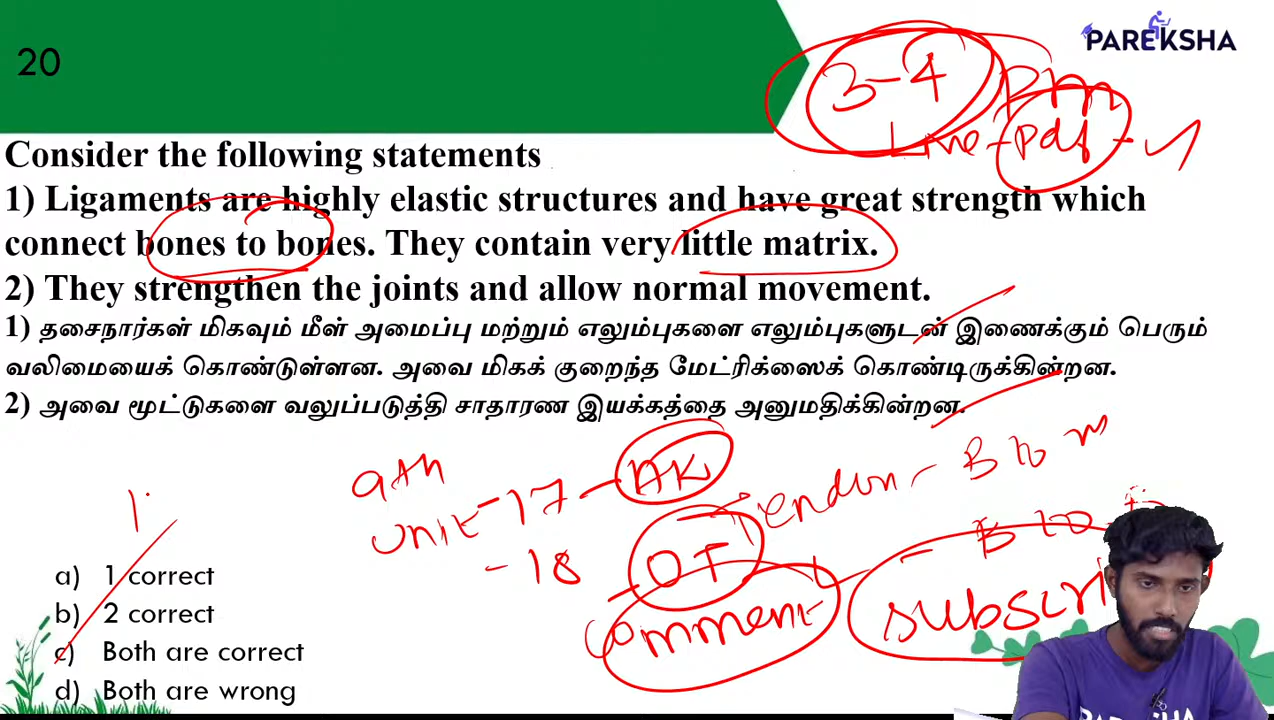 20
PAREKSHA
3-4 pm
Live - pdf -
Consider the following statements
1) Ligaments are highly elastic structures and have great strength which
connect bones to bones. They contain very little matrix.
2) They strengthen the joints and allow normal movement.
1) தசைநார்கள் மிகவும் மீள் அமைப்பு மற்றும் எலும்புகளை எலும்புகளுடன் இணைக்கும் பெரும்
வலிமையைக் கொண்டுள்ளன. அவை மிகக் குறைந்த மேட்ரிக்ஸைக் கொண்டிருக்கின்றன.
2) அவை மூட்டுகளை வலுப்படுத்தி சாதாரண இயக்கத்தை அனுமதிக்கின்றன.
9th
unit - 17 - AK
Tendon - B to m
- 18 - OT
L - B to
comment
subscri
a) 1 correct
b) 2 correct
c) Both are correct
d) Both are wrong
PAREKSHA